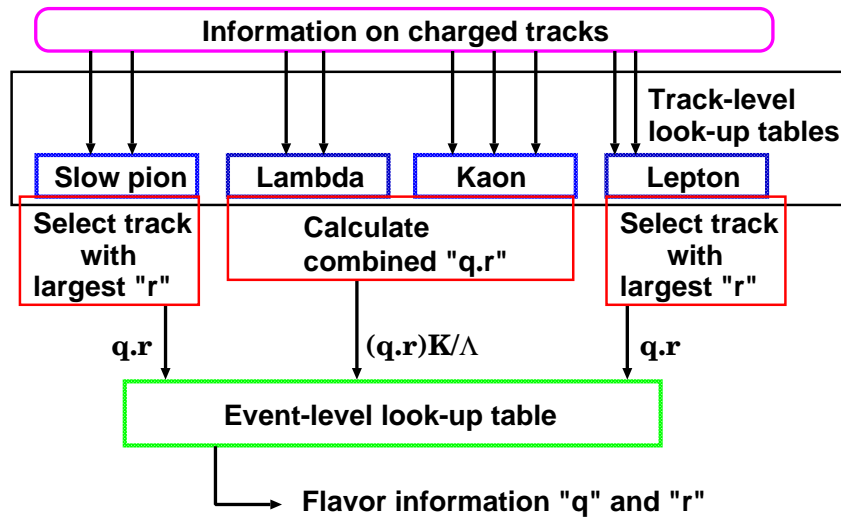 Information on charged tracks
Track-level
look-up tables
Slow pion
Lambda
Kaon
Lepton
Select track
with
largest "r"
Calculate
combined "q.r"
Select track
with
largest "r"
q.r
(q.r)K/Λ
q.r
Event-level look-up table
Flavor information "q" and "r"